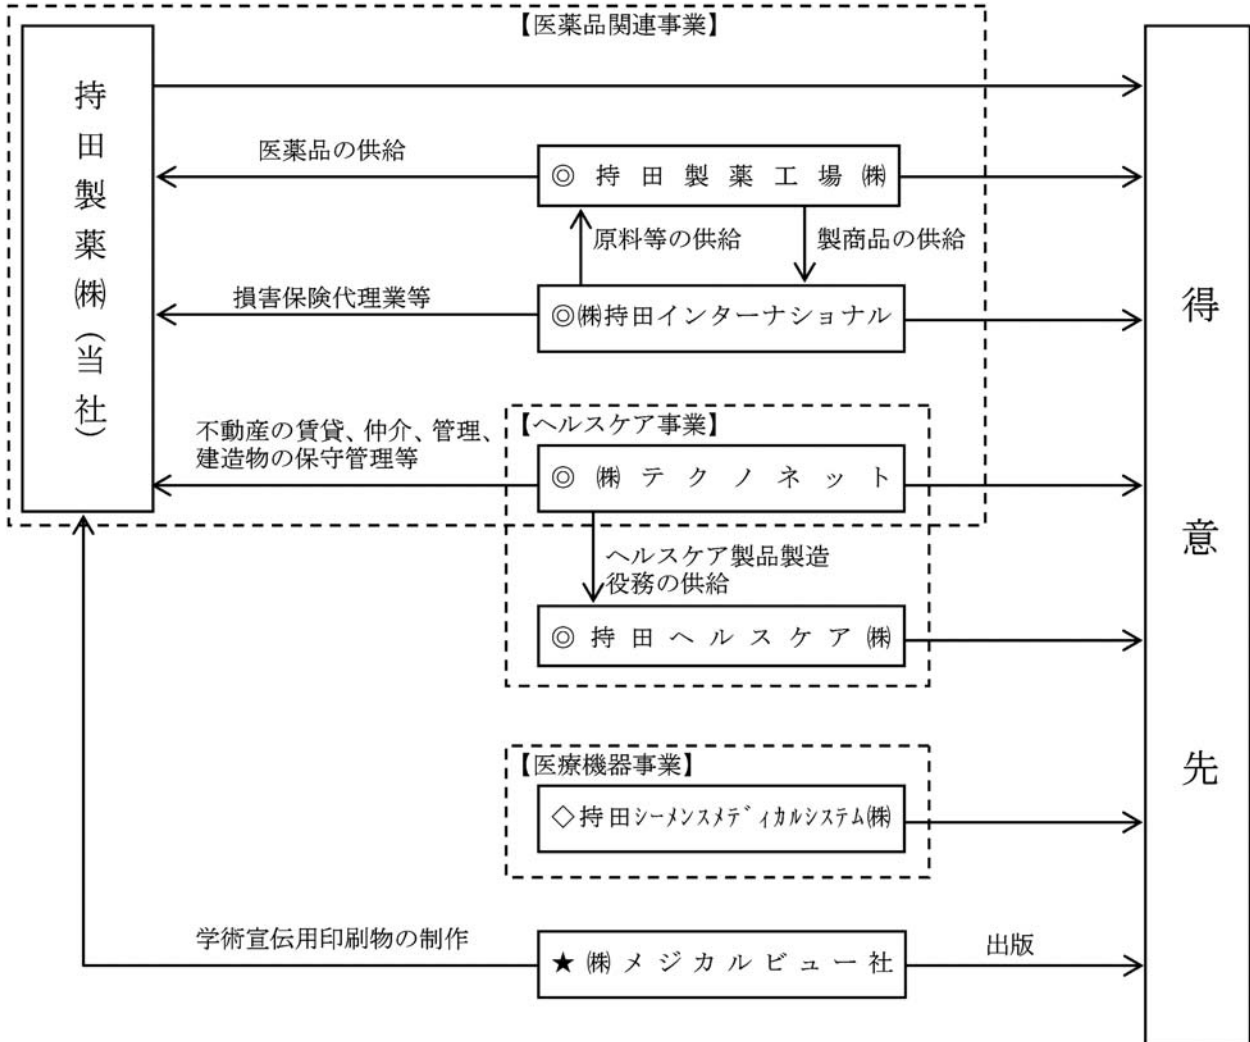 【医薬品関連事業】
持田製薬㈱(当社)
医薬品の供給
◎持田製薬工場㈱
原料等の供給
製商品の供給
損害保険代理業等
◎㈱持田インターナショナル
不動産の賃貸、仲介、管理、
建造物の保守管理等
【ヘルスケア事業】
◎㈱テクノネット
ヘルスケア製品製造
役務の供給
◎持田ヘルスケア㈱
【医療機器事業】
◇持田シーメンスメディカルシステム㈱
学術宣伝用印刷物の制作
★㈱メジカルビュー社
出版
得意先